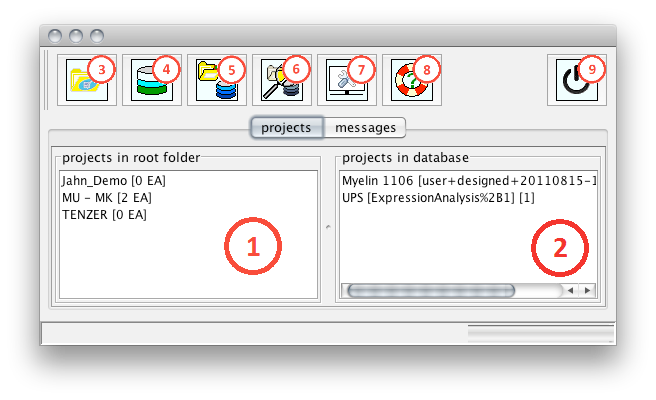 3 4 5 6 7 8 9
projects messages
projects in root folder
Jahn_Demo [0 EA]
MU - MK [2 EA]
TENZER [0 EA]
1
projects in database
Myelin 1106 [user+designed+20110815-1
UPS [ExpressionAnalysis%2B1] [1]
2